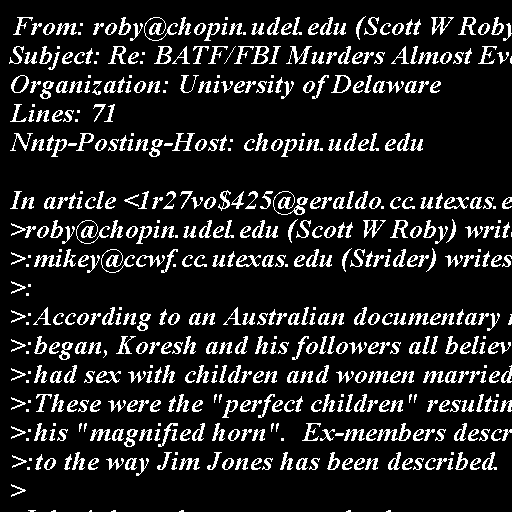 From: roby@chopin.udel.edu (Scott W Roby
Subject: Re: BATF/FBI Murders Almost Ev
Organization: University of Delaware
Lines: 71
Nntp-Posting-Host: chopin.udel.edu

In article <1r27vo$425@geraldo.cc.utexas.e
>roby@chopin.udel.edu (Scott W Roby) writ
>:mikey@ccwf.cc.utexas.edu (Strider) writes
>:
>:According to an Australian documentary
>:began, Koresh and his followers all believ
>:had sex with children and women married
>:These were the "perfect children" resultin
>:his "magnified horn".  Ex-members descr
>:to the way Jim Jones has been described.
>